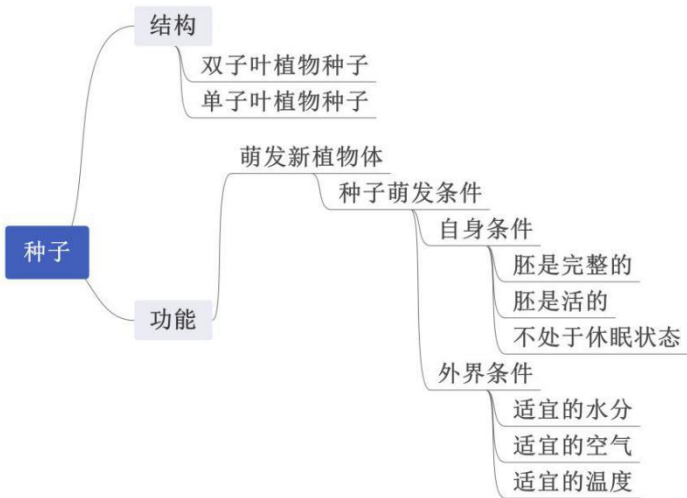 结构
双子叶植物种子
单子叶植物种子
萌发新植物体
种子萌发条件
自身条件
种子
胚是完整的
胚是活的
功能
不处于休眠状态
外界条件
适宜的水分
适宜的空气
适宜的温度